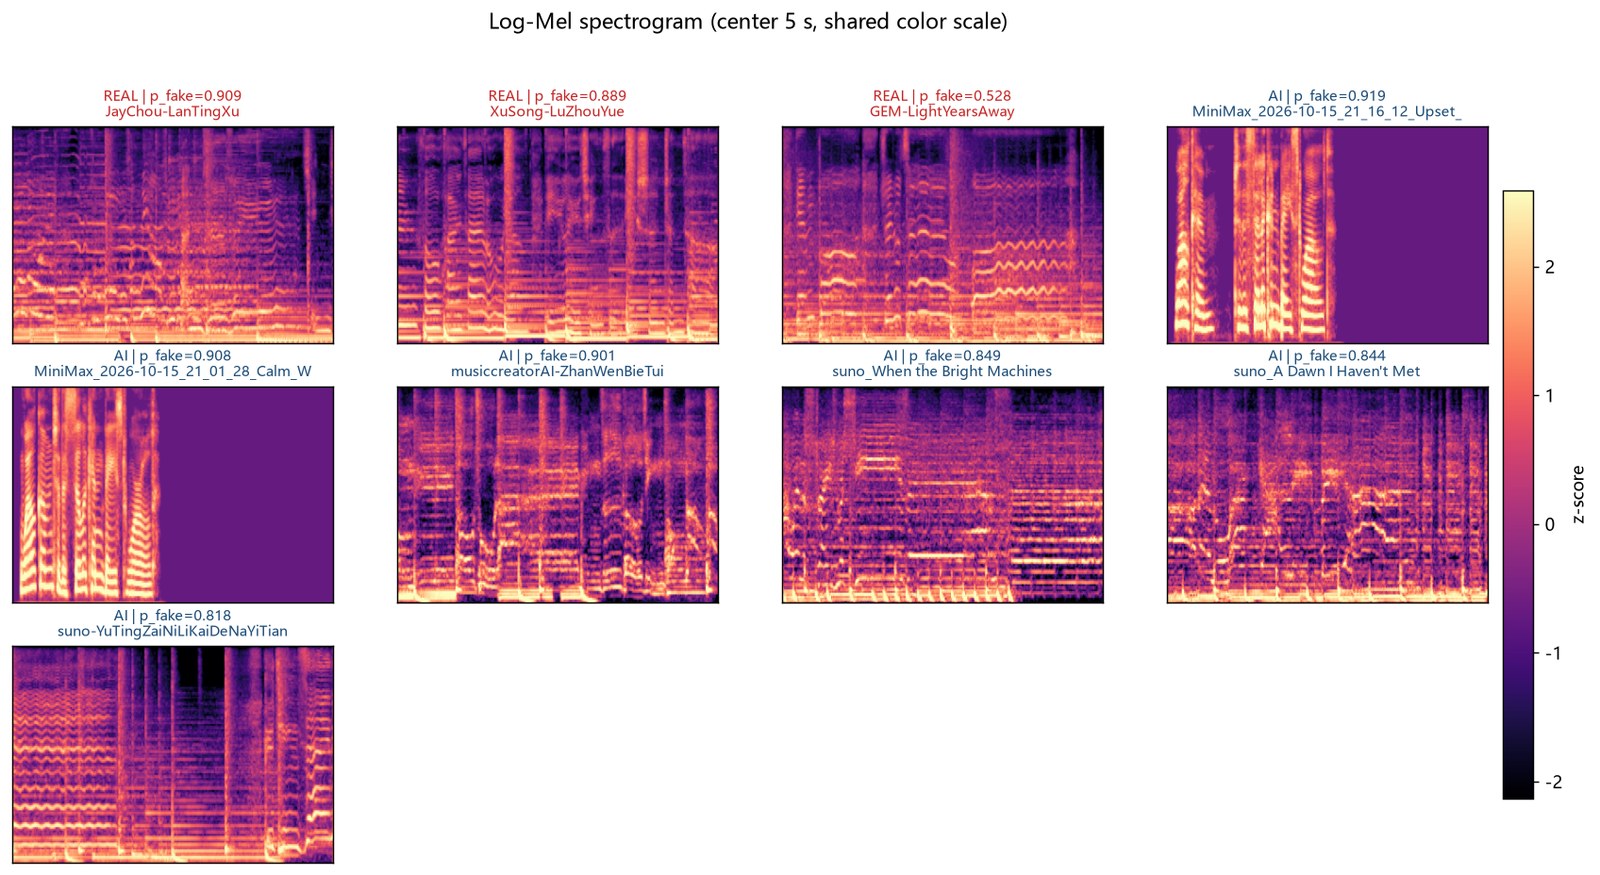 Log-Mel spectrogram (center 5 s, shared color scale)
REAL | p_fake=0.909
JayChou-LanTingXu
REAL | p_fake=0.889
XuSong-LuZhouYue
REAL | p_fake=0.528
GEM-LightYearsAway
AI | p_fake=0.919
MiniMax_2026-10-15_21_16_12_Upset_
AI | p_fake=0.908
MiniMax_2026-10-15_21_01_28_Calm_W
AI | p_fake=0.901
musiccreatorAI-ZhanWenBieTui
AI | p_fake=0.849
suno_When the Bright Machines
AI | p_fake=0.844
suno_A Dawn I Haven't Met
AI | p_fake=0.818
suno-YuTingZaiNiLiKaiDeNaYiTian
2
1
0
-1
-2
z-score